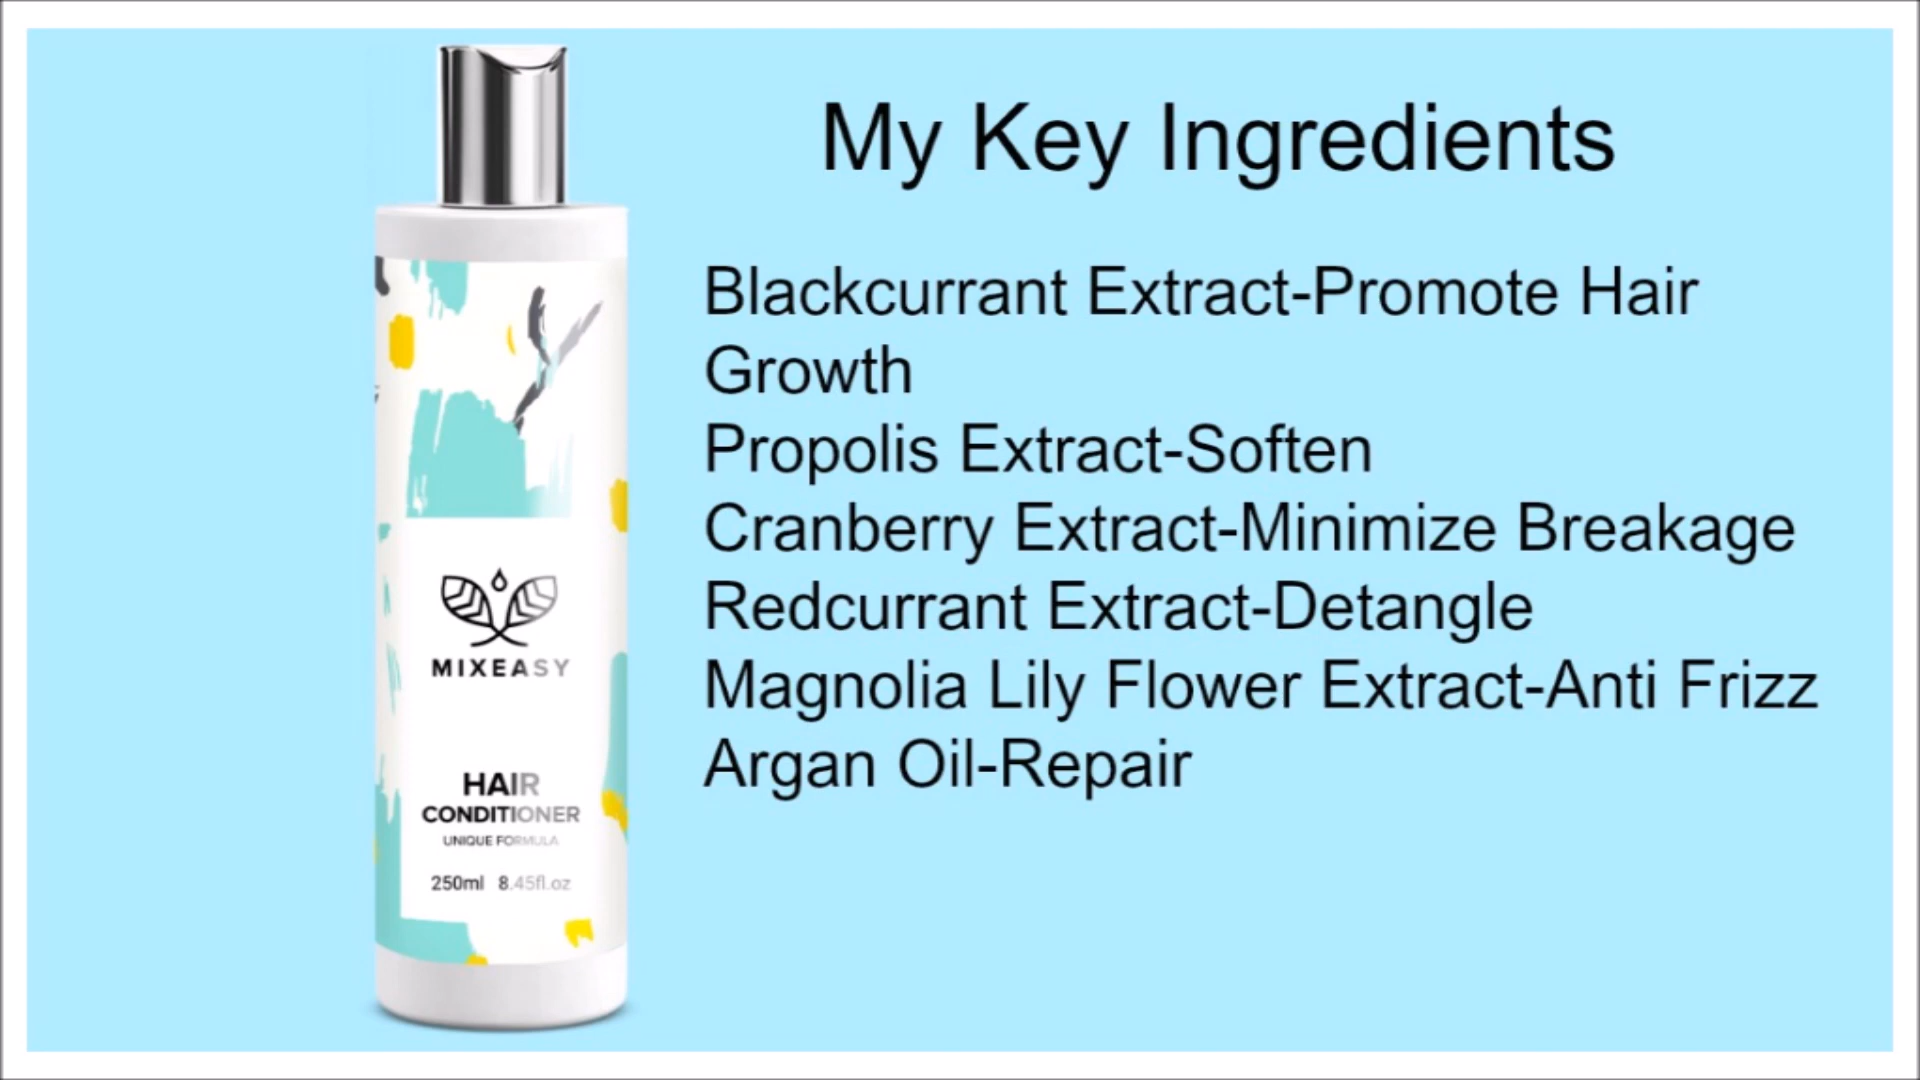 My Key Ingredients
Blackcurrant Extract-Promote Hair
Growth
Propolis Extract-Soften
Cranberry Extract-Minimize Breakage
Redcurrant Extract-Detangle
Magnolia Lily Flower Extract-Anti Frizz
Argan Oil-Repair
MIXEASY
HAIR
CONDITIONER
UNIQUE FORMULA
250ml 8.45fl.oz